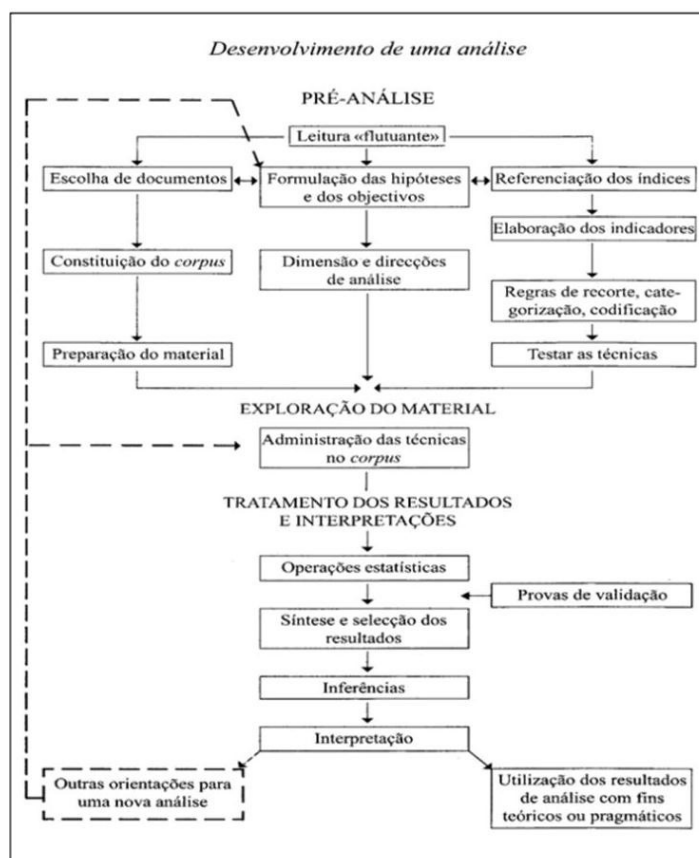 Desenvolvimento de uma análise
PRÉ-ANÁLISE
Leitura «flutuante»
Escolha de documentos
Formulação das hipóteses
e dos objectivos
Referenciação dos índices
Elaboração dos indicadores
Constituição do corpus
Dimensão e direcções
de análise
Regras de recorte, cate-
gorização, codificação
Preparação do material
Testar as técnicas
EXPLORAÇÃO DO MATERIAL
Administração das técnicas
no corpus
TRATAMENTO DOS RESULTADOS
E INTERPRETAÇÕES
Operações estatísticas
Provas de validação
Síntese e selecção dos
resultados
Inferências
Interpretação
Outras orientações para
uma nova análise
Utilização dos resultados
de análise com fins
teóricos ou pragmáticos